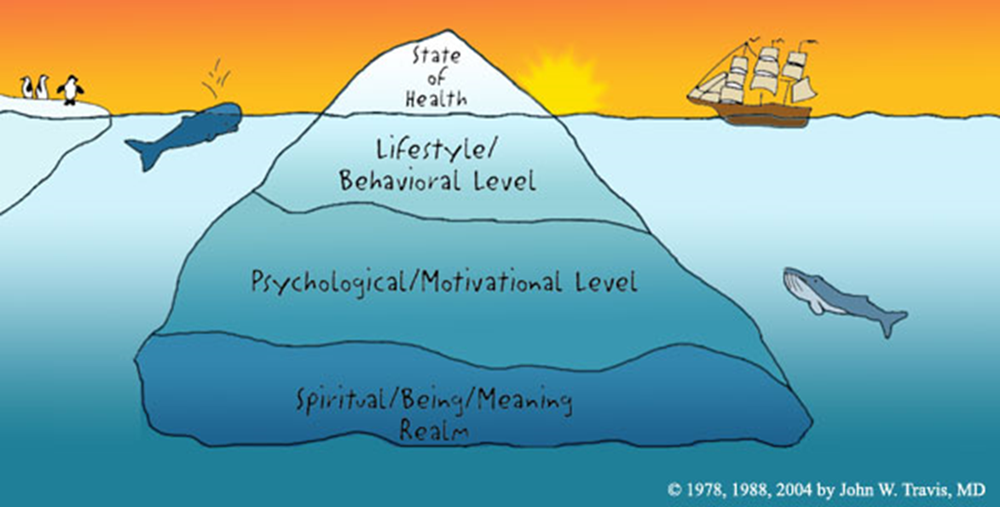 State
of
Health
Lifestyle/
Behavioral Level
Psychological/Motivational Level
Spiritual/Being/Meaning
Realm
© 1978, 1988, 2004 by John W. Travis, MD